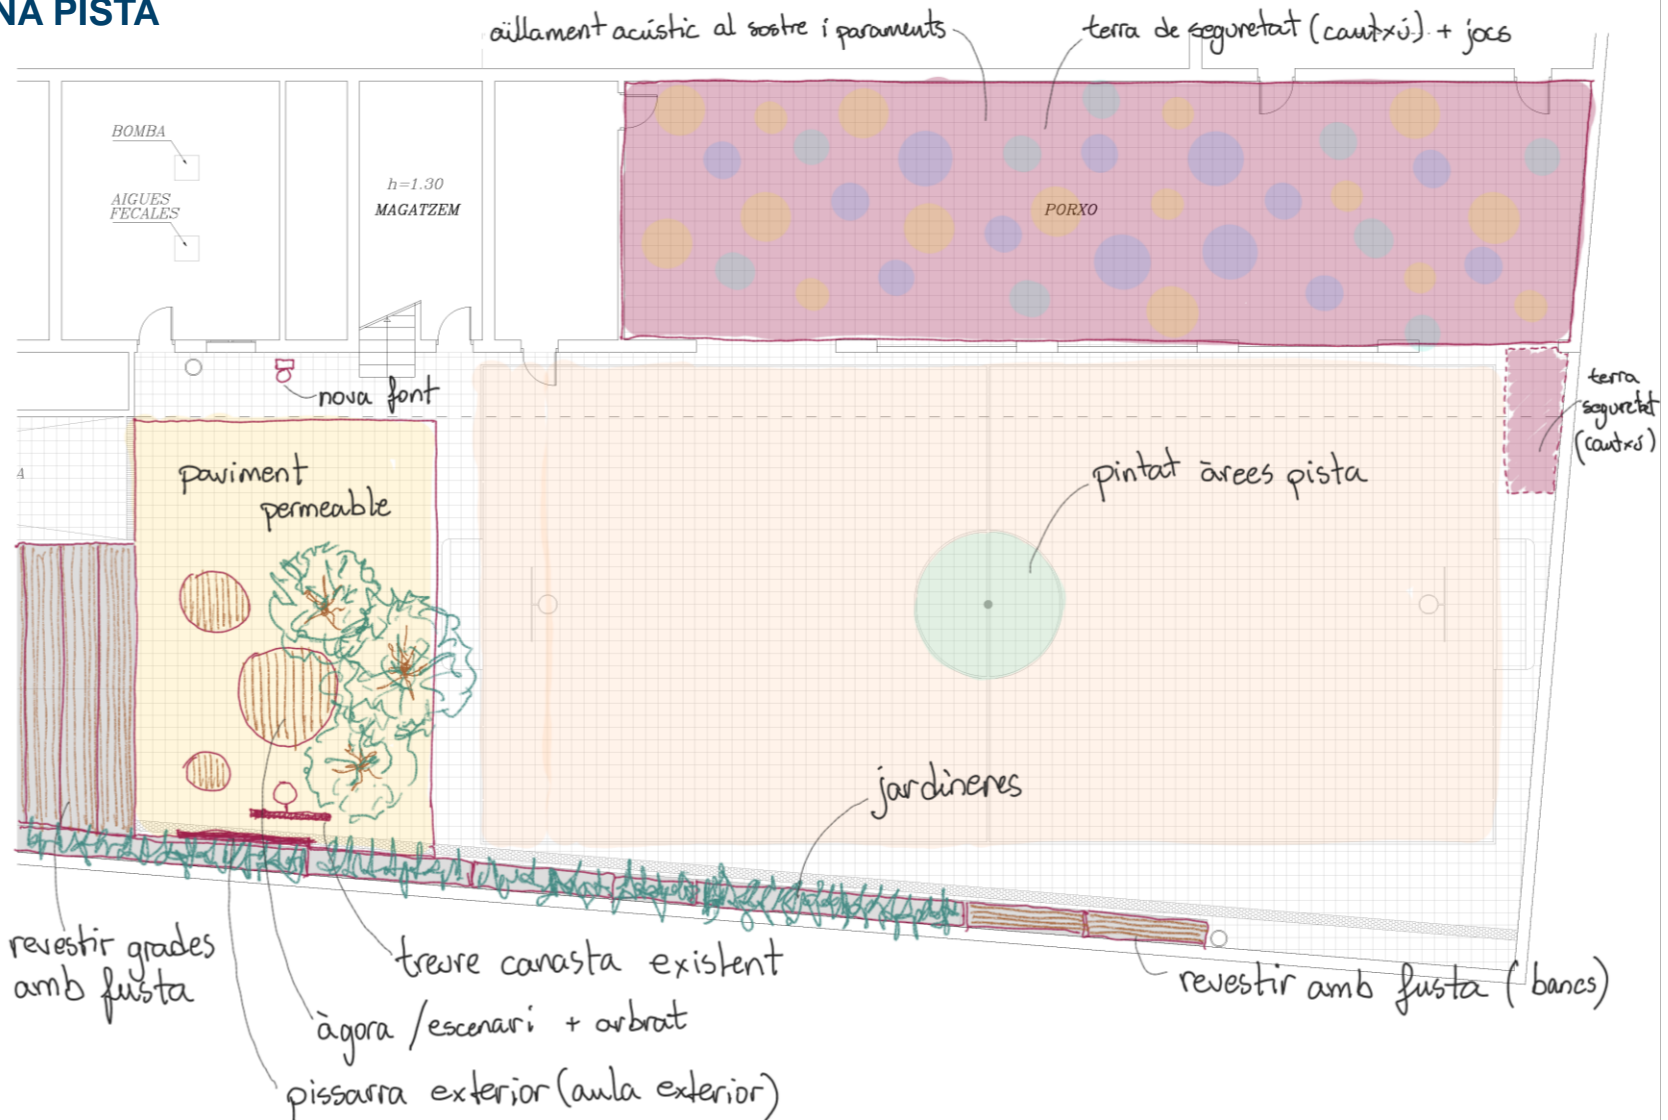 NA PISTA
aïllament acústic al sostre i paraments
terra de seguretat (cautxú) + jocs
BOMBA
AIGUES
FECALES
h=1.30
MAGATZEM
PORXO
nova font
terra
seguretat
(cautxú)
A
paviment
permeable
pintat àrees pista
jardineres
revestir grades
amb fusta
treure canasta existent
revestir amb fusta (bancs)
àgora /escenari + arbrat
pissarra exterior (aula exterior)